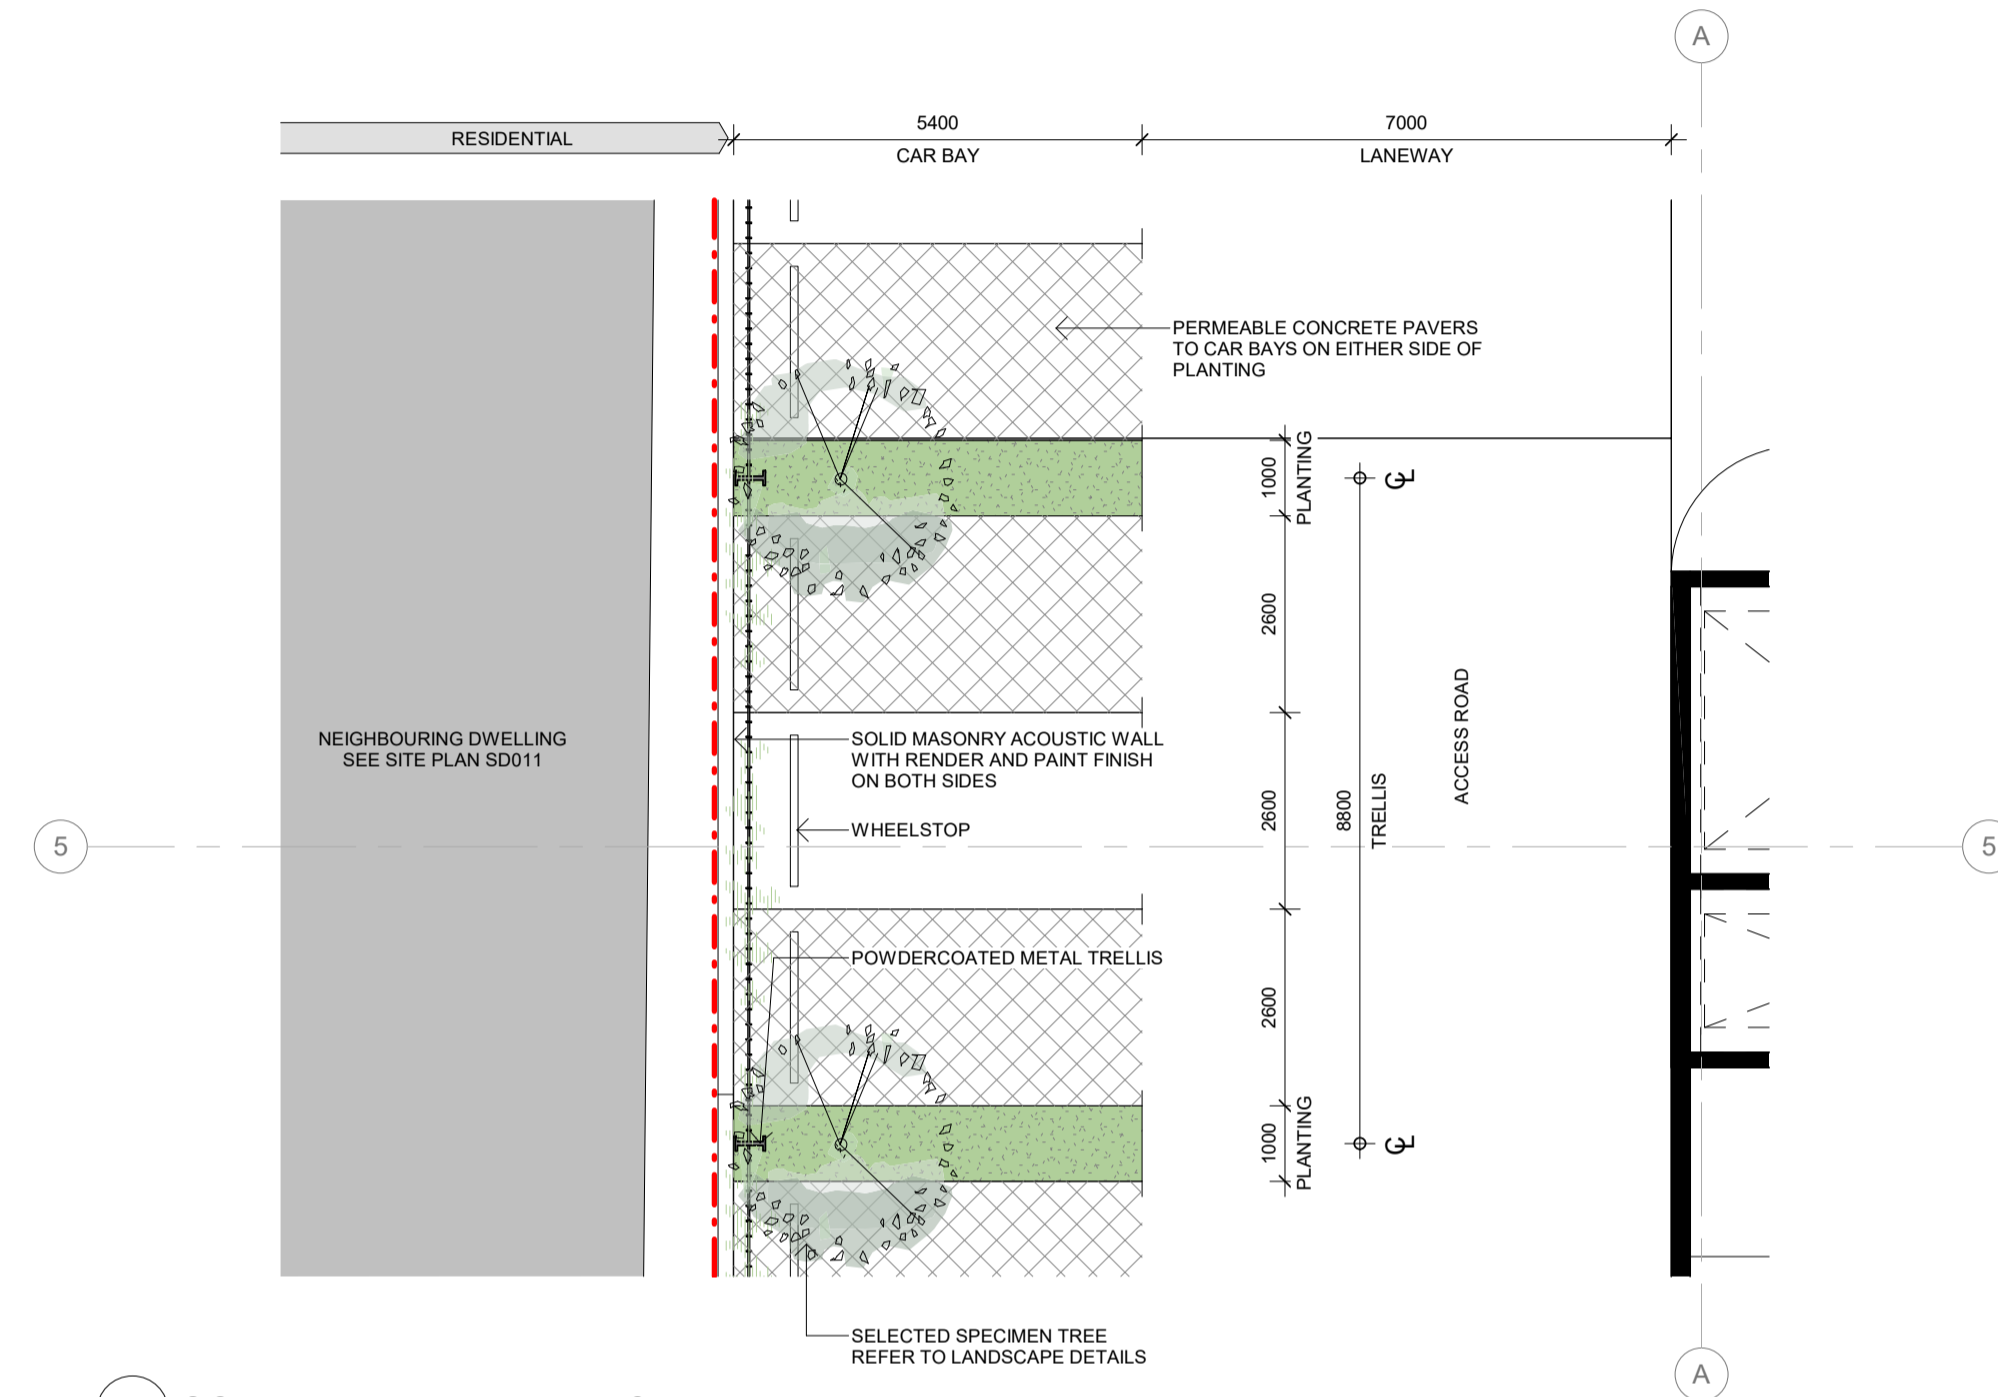 A
RESIDENTIAL
5400
CAR BAY
7000
LANEWAY
PERMEABLE CONCRETE PAVERS
TO CAR BAYS ON EITHER SIDE OF
PLANTING
1000
PLANTING
CL
2600
NEIGHBOURING DWELLING
SEE SITE PLAN SD011
SOLID MASONRY ACOUSTIC WALL
WITH RENDER AND PAINT FINISH
ON BOTH SIDES
WHEELSTOP
2600
8800
TRELLIS
ACCESS ROAD
5
5
POWDERCOATED METAL TRELLIS
2600
1000
PLANTING
CL
SELECTED SPECIMEN TREE
REFER TO LANDSCAPE DETAILS
A